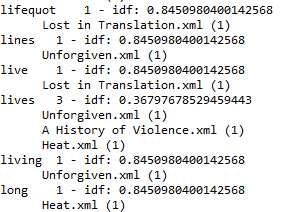 lifequot 1 - idf: 0.8450980400142568
Lost in Translation.xml (1)
lines 1 - idf: 0.8450980400142568
Unforgiven.xml (1)
live 1 - idf: 0.8450980400142568
Lost in Translation.xml (1)
lives 3 - idf: 0.36797678529459443
Unforgiven.xml (1)
A History of Violence.xml (1)
Heat.xml (1)
living 1 - idf: 0.8450980400142568
Unforgiven.xml (1)
long 1 - idf: 0.8450980400142568
Heat.xml (1)